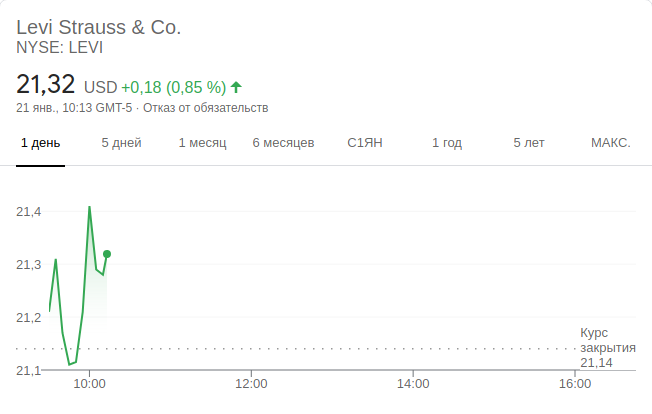 Levi Strauss & Co.
NYSE: LEVI
21,32 USD +0,18 (0,85 %)
21 янв., 10:13 GMT-5 · Отказ от обязательств
1 день 5 дней 1 месяц 6 месяцев С1ЯН 1 год 5 лет МАКС.
21,4
21,3
21,2
21,1
Курс
закрытия
21,14
10:00 12:00 14:00 16:00